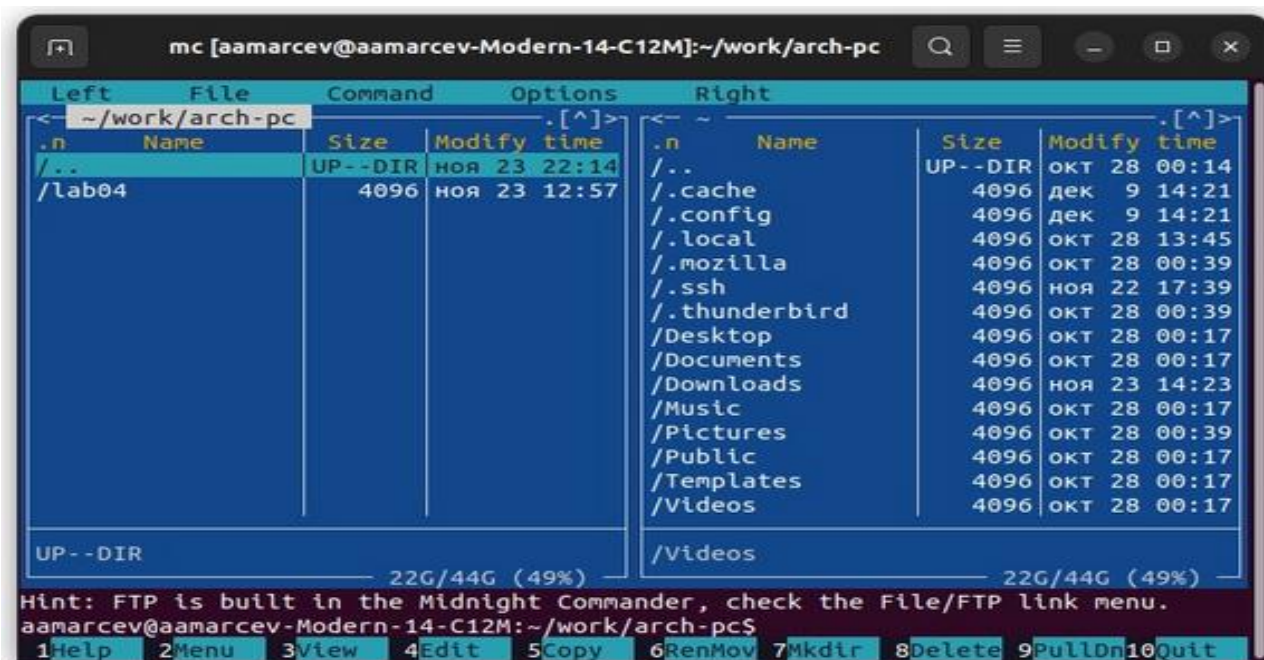 mc [aamarcev@aamarcev-Modern-14-C12M]:~/work/arch-pc
Left File Command Options Right
<- ~/work/arch-pc .[^]> <- ~ .[^]>
.n Name Size Modify time .n Name Size Modify time
/.. UP--DIR ноя 23 22:14 /.. UP--DIR окт 28 00:14
/lab04 4096 ноя 23 12:57 /.cache 4096 дек 9 14:21
/.config 4096 дек 9 14:21
/.local 4096 окт 28 13:45
/.mozilla 4096 окт 28 00:39
/.ssh 4096 ноя 22 17:39
/.thunderbird 4096 окт 28 00:39
/Desktop 4096 окт 28 00:17
/Documents 4096 окт 28 00:17
/Downloads 4096 ноя 23 14:23
/Music 4096 окт 28 00:17
/Pictures 4096 окт 28 00:39
/Public 4096 окт 28 00:17
/Templates 4096 окт 28 00:17
/Videos 4096 окт 28 00:17
UP--DIR /Videos
22G/44G (49%) 22G/44G (49%)
Hint: FTP is built in the Midnight Commander, check the File/FTP link menu.
aamarcev@aamarcev-Modern-14-C12M:~/work/arch-pc$
1Help 2Menu 3View 4Edit 5Copy 6RenMov 7Mkdir 8Delete 9PullDn 10Quit